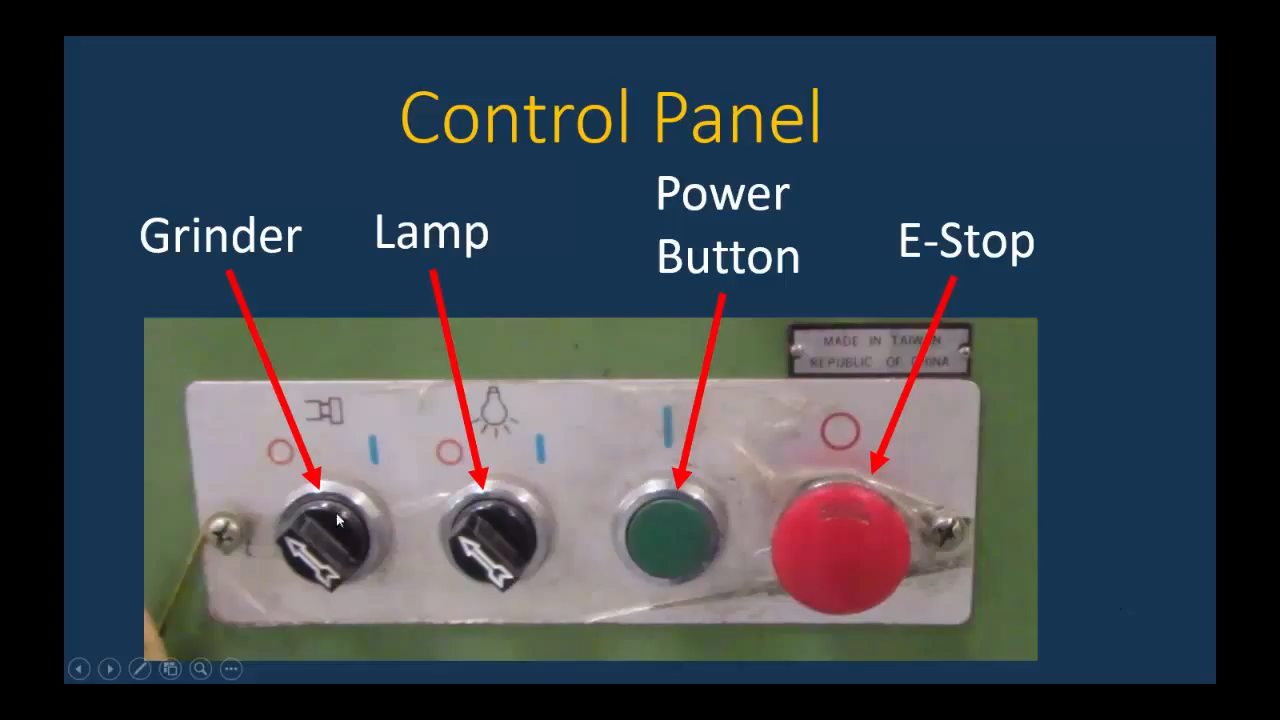 Control Panel
Grinder
Lamp
Power
Button
E-Stop
MADE IN TAIWAN
REPUBLIC OF CHINA